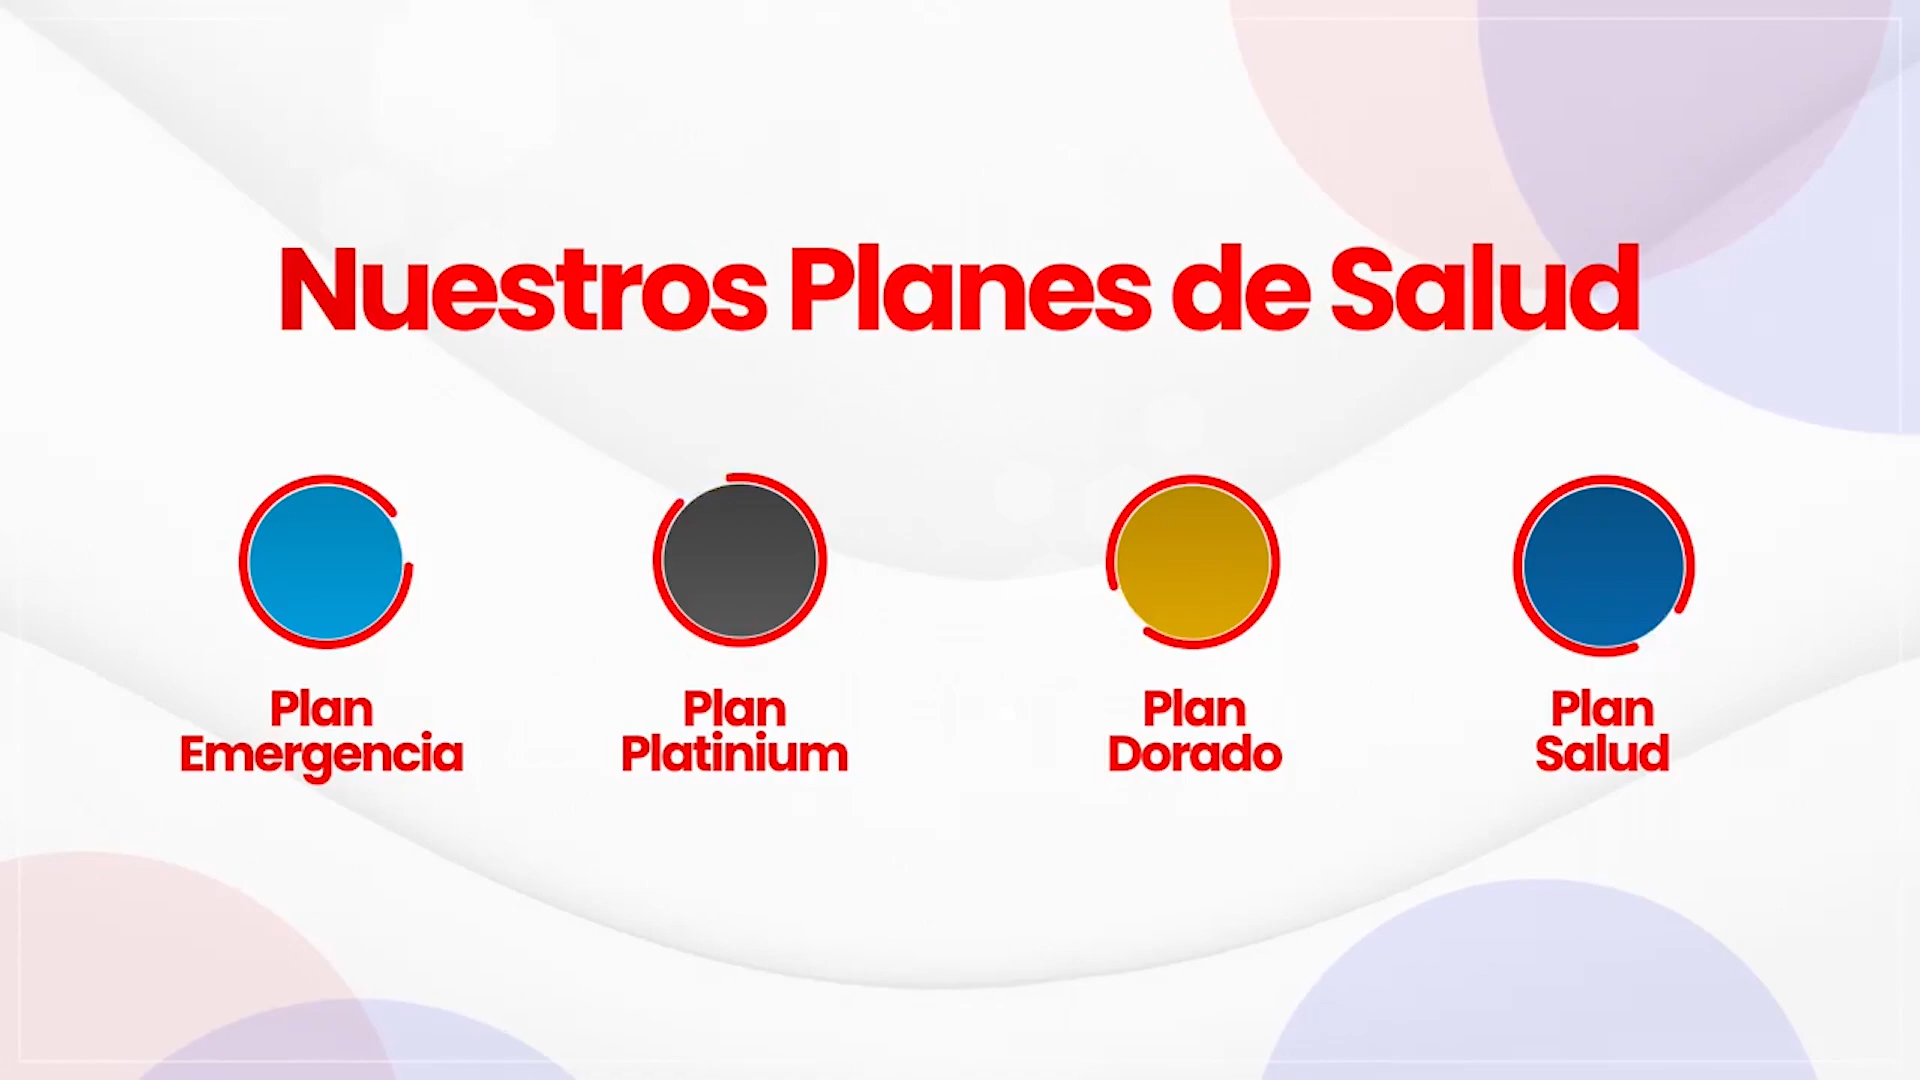 Nuestros Planes de Salud
Plan
Emergencia
Plan
Platinium
Plan
Dorado
Plan
Salud